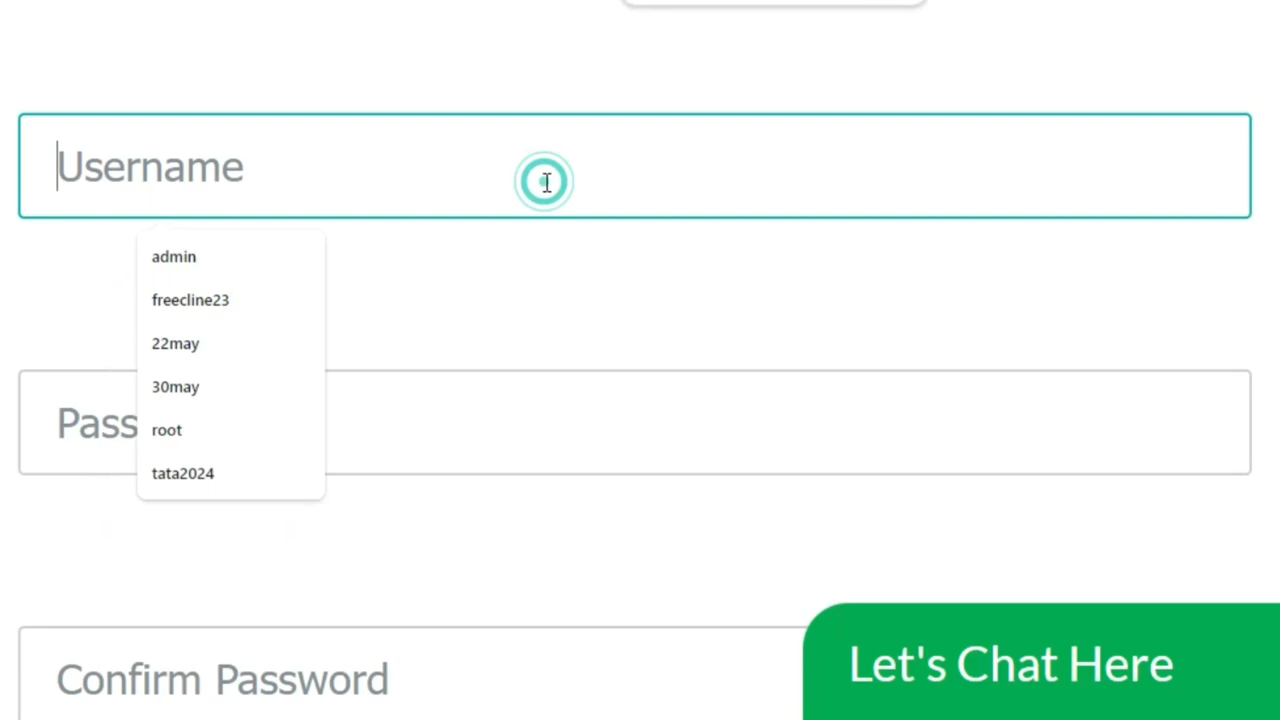 Username
admin
freecline23
22may
30may
Pass
root
tata2024
Let's Chat Here
Confirm Password